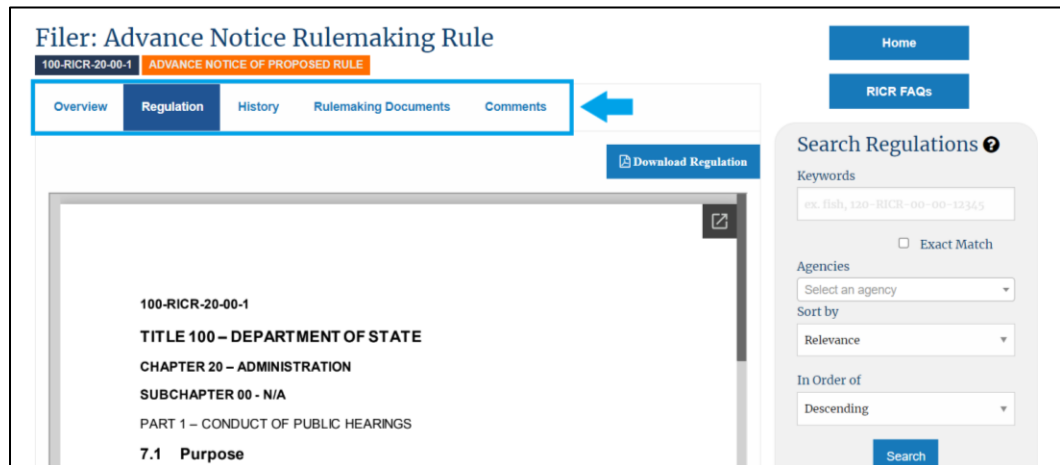 Filer: Advance Notice Rulemaking Rule
100-RICR-20-00-1 ADVANCE NOTICE OF PROPOSED RULE
Overview Regulation History Rulemaking Documents Comments
Download Regulation
100-RICR-20-00-1
TITLE 100 – DEPARTMENT OF STATE
CHAPTER 20 – ADMINISTRATION
SUBCHAPTER 00 - N/A
PART 1 – CONDUCT OF PUBLIC HEARINGS
7.1 Purpose
Home
RICR FAQs
Search Regulations ?
Keywords
ex. fish, 120-RICR-00-00-12345
Exact Match
Agencies
Select an agency
Sort by
Relevance
In Order of
Descending
Search